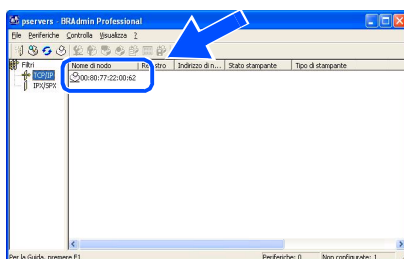 pservers - BRAdmin Professional
File Periferiche Controlla Visualizza ?
Filtri
TCP/IP
IPX/SPX
Nome di nodo Registro Indirizzo di n... Stato stampante Tipo di stampante
00:80:77:22:00:62
Per la Guida, premere F1 Periferiche: 0 Non configurate: 1